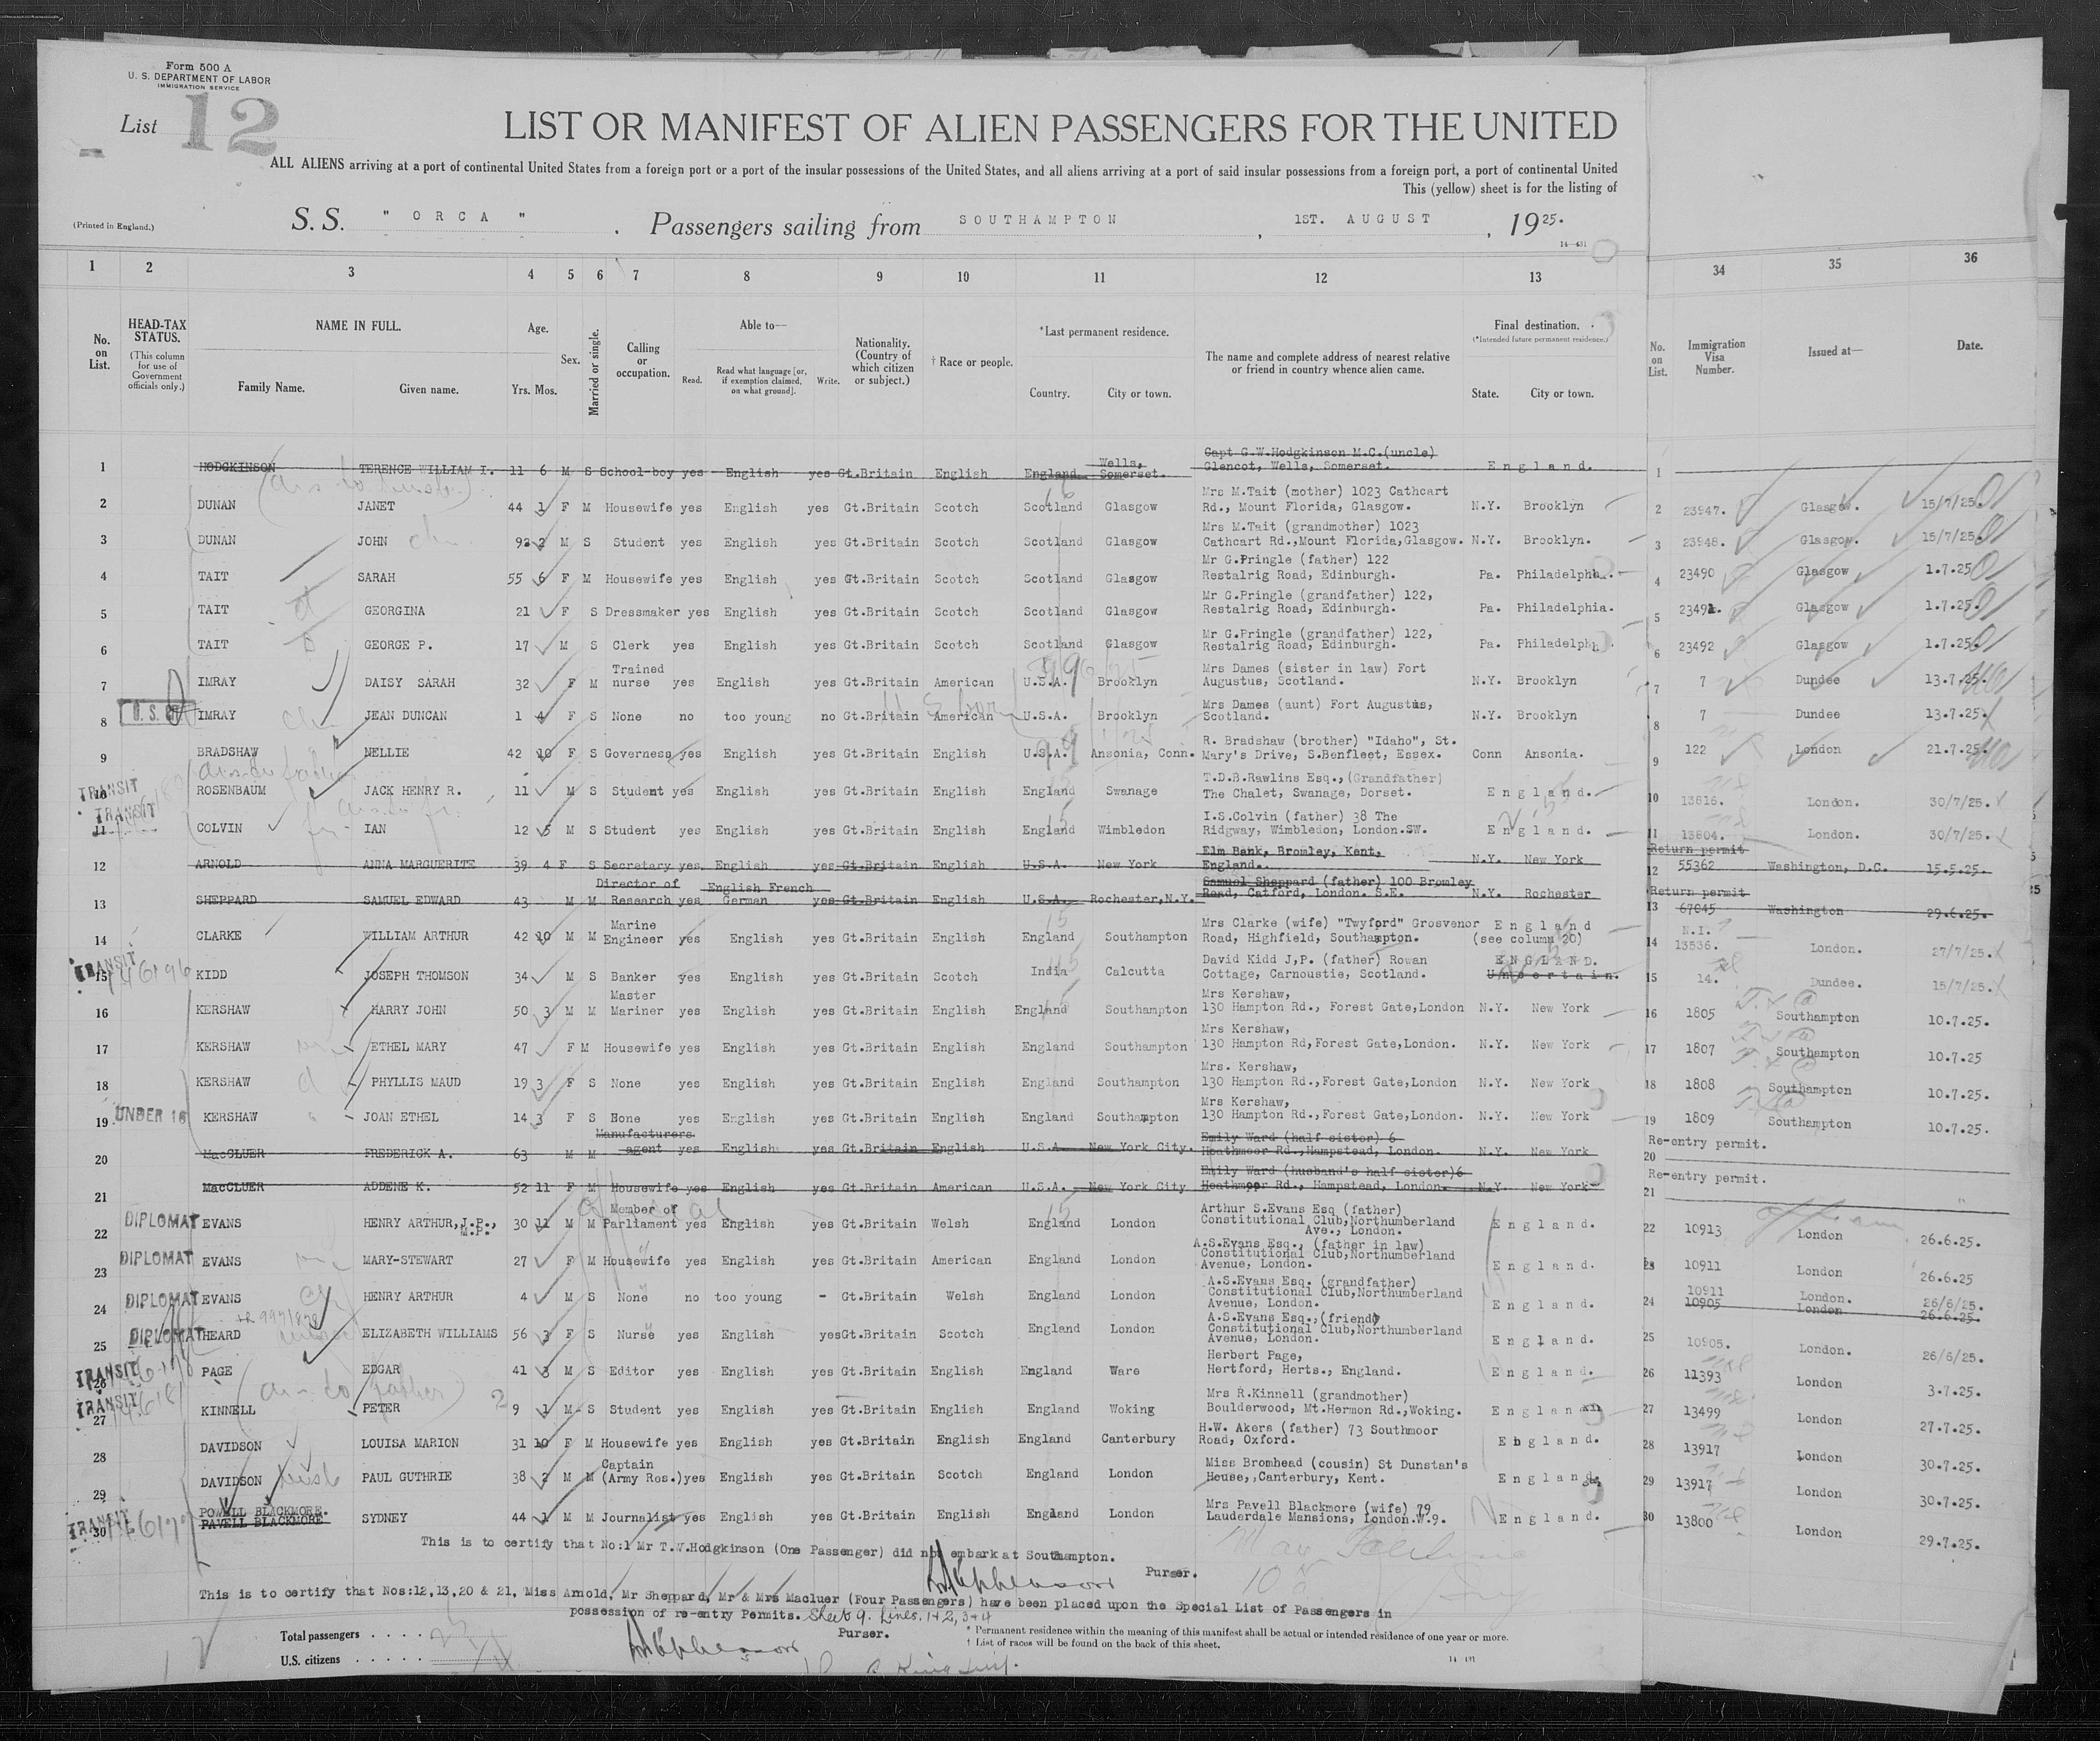 Form 500 A
U. S. DEPARTMENT OF LABOR
IMMIGRATION SERVICE
List 12
LIST OR MANIFEST OF ALIEN PASSENGERS FOR THE UNITED
ALL ALIENS arriving at a port of continental United States from a foreign port or a port of the insular possessions of the United States, and all aliens arriving at a port of said insular possessions from a foreign port, a port of continental United
This (yellow) sheet is for the listing of
(Printed in England.)
S. S. " ORCA " . Passengers sailing from SOUTHAMPTON , 1ST. AUGUST , 1925.
14—431
1 2 3 4 5 6 7 8 9 10 11 12 13 34 35 36
No. on List. HEAD-TAX STATUS. (This column for use of Government officials only.) NAME IN FULL. Family Name. Given name. Age. Yrs. Mos. Sex. Married or single. Calling or occupation. Able to— Read. Read what language [or, if exemption claimed, on what ground]. Write. Nationality. (Country of which citizen or subject.) † Race or people. *Last permanent residence. Country. City or town. The name and complete address of nearest relative or friend in country whence alien came. Final destination. (*Intended future permanent residence.) State. City or town. No. on List. Immigration Visa Number. Issued at— Date.
1 HODGKINSON TERENCE WILLIAM I. 11 6 M S School-boy yes English yes Gt.Britain English England Wells, Somerset. Capt G.W.Hodgkinson M.C.(uncle) Glencot, Wells, Somerset. England. 1
2 DUNAN JANET 44 1 F M Housewife yes English yes Gt.Britain Scotch Scotland Glasgow Mrs M.Tait (mother) 1023 Cathcart Rd., Mount Florida, Glasgow. N.Y. Brooklyn 2 23947. Glasgow. 15/7/25.
3 DUNAN JOHN 9 2 M S Student yes English yes Gt.Britain Scotch Scotland Glasgow Mrs M.Tait (grandmother) 1023 Cathcart Rd.,Mount Florida,Glasgow. N.Y. Brooklyn. 3 23948. Glasgow. 15/7/25.
4 TAIT SARAH 55 6 F M Housewife yes English yes Gt.Britain Scotch Scotland Glasgow Mr G.Pringle (father) 122 Restalrig Road, Edinburgh. Pa. Philadelphia. 4 23490 Glasgow 1.7.25
5 TAIT GEORGINA 21 F S Dressmaker yes English yes Gt.Britain Scotch Scotland Glasgow Mr G.Pringle (grandfather) 122, Restalrig Road, Edinburgh. Pa. Philadelphia. 5 23491. Glasgow 1.7.25.
6 TAIT GEORGE P. 17 M S Clerk yes English yes Gt.Britain Scotch Scotland Glasgow Mr G.Pringle (grandfather) 122, Restalrig Road, Edinburgh. Pa. Philadelph 6 23492 Glasgow 1.7.25.
7 IMRAY DAISY SARAH 32 F M Trained nurse yes English yes Gt.Britain American U.S.A. Brooklyn Mrs Dames (sister in law) Fort Augustus, Scotland. N.Y. Brooklyn 7 7 Dundee 13.7.25.
8 U.S. IMRAY JEAN DUNCAN 1 4 F S None no too young no Gt.Britain American U.S.A. Brooklyn Mrs Dames (aunt) Fort Augustus, Scotland. N.Y. Brooklyn 8 7 Dundee 13.7.25.
9 BRADSHAW NELLIE 42 10 F S Governess yes English yes Gt.Britain English U.S.A. Ansonia, Conn. R. Bradshaw (brother) "Idaho", St. Mary's Drive, S.Benfleet, Essex. Conn Ansonia. 9 122 London 21.7.25.
TRANSIT 10 ROSENBAUM JACK HENRY R. 11 M S Student yes English yes Gt.Britain English England Swanage T.D.B.Rawlins Esq.,(Grandfather) The Chalet, Swanage, Dorset. England. 10 13616. London. 30/7/25.
TRANSIT 11 COLVIN IAN 12 5 M S Student yes English yes Gt.Britain English England Wimbledon I.S.Colvin (father) 38 The Ridgway, Wimbledon, London.SW. England. 11 13604. London. 30/7/25.
12 ARNOLD ANNA MARGUERITE 39 4 F S Secretary yes English yes Gt.Britain English U.S.A. New York Elm Bank, Bromley, Kent, England. N.Y. New York 12 Return permit 55362 Washington, D.C. 15.5.25.
13 SHEPPARD SAMUEL EDWARD 43 M M Director of Research yes English French German yes Gt.Britain English U.S.A. Rochester,N.Y. Samuel Sheppard (father) 100 Bromley Road, Catford, London. S.E. N.Y. Rochester 13 Return permit 67045 Washington 29.6.25.
14 CLARKE WILLIAM ARTHUR 42 10 M M Marine Engineer yes English yes Gt.Britain English England Southampton Mrs Clarke (wife) "Twyford" Grosvenor Road, Highfield, Southampton. England (see column 20) 14 N.I. 13536. London. 27/7/25.
TRANSIT 15 146196 KIDD JOSEPH THOMSON 34 M S Banker yes English yes Gt.Britain Scotch India Calcutta David Kidd J,P. (father) Rowan Cottage, Carnoustie, Scotland. ENGLAND. Uncertain. 15 14. Dundee. 15/7/25.
16 KERSHAW HARRY JOHN 50 3 M M Master Mariner yes English yes Gt.Britain English England Southampton Mrs Kershaw, 130 Hampton Rd., Forest Gate,London N.Y. New York 16 1805 Southampton 10.7.25.
17 KERSHAW ETHEL MARY 47 F M Housewife yes English yes Gt.Britain English England Southampton Mrs Kershaw, 130 Hampton Rd,Forest Gate,London. N.Y. New York 17 1807 Southampton 10.7.25
18 KERSHAW PHYLLIS MAUD 19 3 F S None yes English yes Gt.Britain English England Southampton Mrs. Kershaw, 130 Hampton Rd.,Forest Gate,London N.Y. New York 18 1808 Southampton 10.7.25.
19 UNDER 16 KERSHAW JOAN ETHEL 14 3 F S None yes English yes Gt.Britain English England Southampton Mrs Kershaw, 130 Hampton Rd.,Forest Gate,London. N.Y. New York 19 1809 Southampton 10.7.25.
20 MacCLUER FREDERICK A. 63 M M Manufacturers agent yes English yes Gt.Britain English U.S.A. New York City. Emily Ward (half sister) 6 Heathmoor Rd.,Hampstead, London. N.Y. New York 20 Re-entry permit.
21 MacCLUER ADDENE K. 52 11 F M Housewife yes English yes Gt.Britain American U.S.A. New York City Emily Ward (husband's half sister)6 Heathmoor Rd., Hampstead, London. N.Y. New York 21 Re-entry permit.
22 DIPLOMAT EVANS HENRY ARTHUR,J.P., M.P. 30 11 M M Member of Parliament yes English yes Gt.Britain Welsh England London Arthur S.Evans Esq (father) Constitutional Club,Northumberland Ave., London. England. 22 10913 London 26.6.25.
23 DIPLOMAT EVANS MARY-STEWART 27 F M Housewife yes English yes Gt.Britain American England London A.S.Evans Esq., (father in law) Constitutional Club,Northumberland Avenue, London. England. 23 10911 London 26.6.25
24 DIPLOMAT EVANS HENRY ARTHUR 4 M S None no too young - Gt.Britain Welsh England London A.S.Evans Esq. (grandfather) Constitutional Club,Northumberland Avenue, London. England. 24 10911 London. 26/6/25. 10905 London 26.6.25.
25 DIPLOMAT HEARD ELIZABETH WILLIAMS 56 3 F S Nurse yes English yes Gt.Britain Scotch England London A.S.Evans Esq.,(friend) Constitutional Club,Northumberland Avenue, London. England. 25 10905. London. 26/6/25.
TRANSIT 26 PAGE EDGAR 41 3 M S Editor yes English yes Gt.Britain English England Ware Herbert Page, Hertford, Herts., England. England. 26 11393 London 3.7.25.
TRANSIT 27 KINNELL PETER 9 1 M S Student yes English yes Gt.Britain English England Woking Mrs R.Kinnell (grandmother) Boulderwood, Mt.Hermon Rd.,Woking. England 27 13499 London 27.7.25.
28 DAVIDSON LOUISA MARION 31 10 F M Housewife yes English yes Gt.Britain English England Canterbury H.W. Akers (father) 73 Southmoor Road, Oxford. Ebgland. 28 13917 London 30.7.25.
29 DAVIDSON PAUL GUTHRIE 38 2 M M Captain (Army Ros.) yes English yes Gt.Britain Scotch England London Miss Bromhead (cousin) St Dunstan's House,,Canterbury, Kent. England, 29 13917 London 30.7.25.
TRANSIT 30 POWELL BLACKMORE. PAVELL BLACKMORE SYDNEY 44 1 M M Journalist yes English yes Gt.Britain English England London Mrs Pavell Blackmore (wife) 79 Lauderdale Mansions, London.W.9. England. 30 13800 London 29.7.25.
This is to certify that No:1 Mr T.W.Hodgkinson (One Passenger) did not embark at Southampton.
Purser.
This is to certify that Nos:12,13,20 & 21, Miss Arnold, Mr Sheppard, Mr & Mrs Macluer (Four Passengers) have been placed upon the Special List of Passengers in
possession of re-entry Permits. Sheet 9. Lines. 1+2, 3+4
Purser.
Total passengers . . . .
U.S. citizens . . . . .
* Permanent residence within the meaning of this manifest shall be actual or intended residence of one year or more.
† List of races will be found on the back of this sheet.
14 431